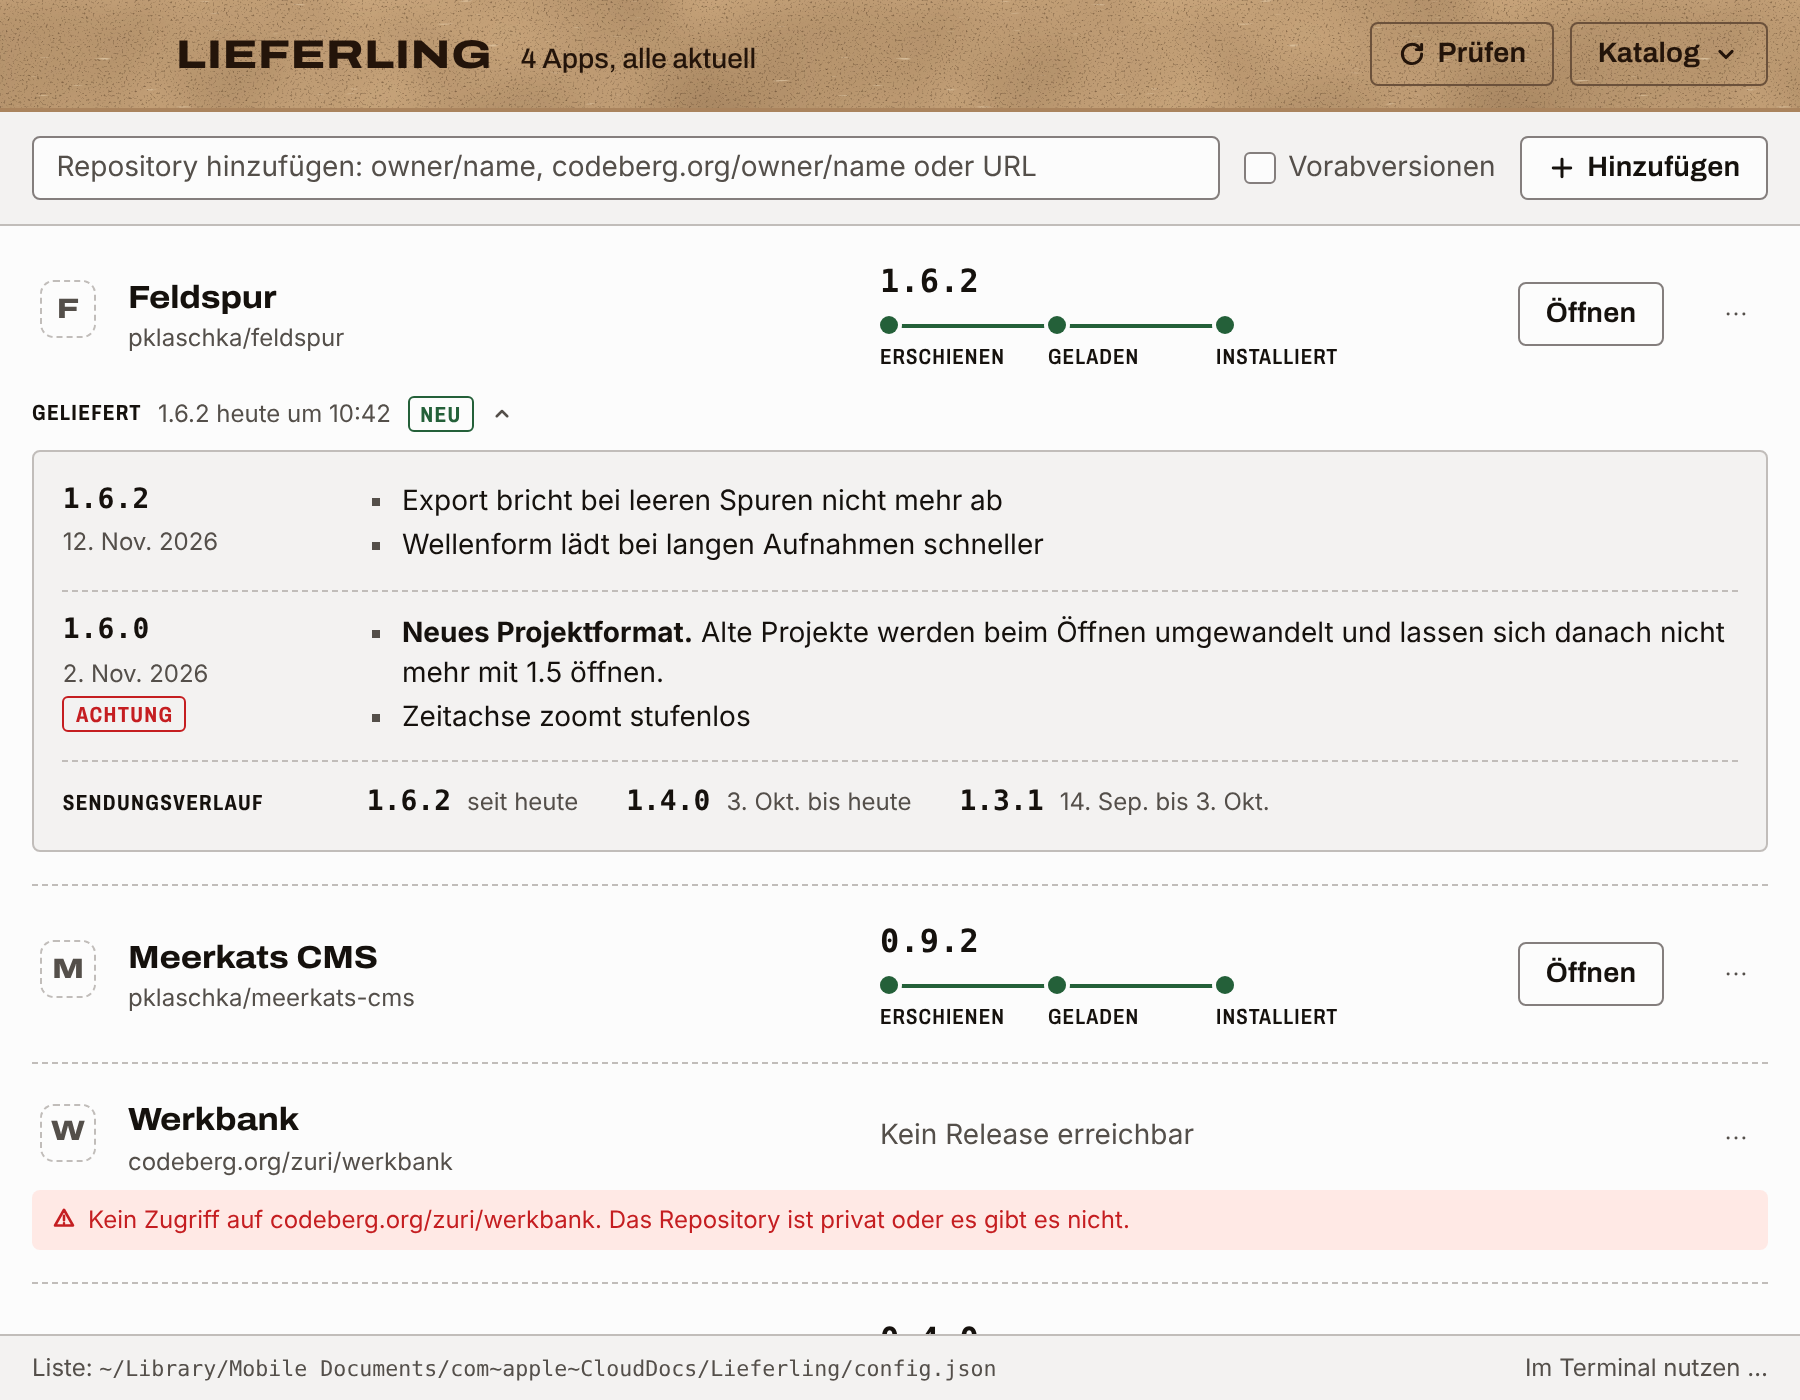 LIEFERLING 4 Apps, alle aktuell Prüfen Katalog
Repository hinzufügen: owner/name, codeberg.org/owner/name oder URL Vorabversionen + Hinzufügen
F Feldspur
pklaschka/feldspur
1.6.2
ERSCHIENEN GELADEN INSTALLIERT
Öffnen ...
GELIEFERT 1.6.2 heute um 10:42 NEU
1.6.2
12. Nov. 2026
▪ Export bricht bei leeren Spuren nicht mehr ab
▪ Wellenform lädt bei langen Aufnahmen schneller
1.6.0
2. Nov. 2026
ACHTUNG
▪ Neues Projektformat. Alte Projekte werden beim Öffnen umgewandelt und lassen sich danach nicht
mehr mit 1.5 öffnen.
▪ Zeitachse zoomt stufenlos
SENDUNGSVERLAUF 1.6.2 seit heute 1.4.0 3. Okt. bis heute 1.3.1 14. Sep. bis 3. Okt.
M Meerkats CMS
pklaschka/meerkats-cms
0.9.2
ERSCHIENEN GELADEN INSTALLIERT
Öffnen ...
W Werkbank
codeberg.org/zuri/werkbank
Kein Release erreichbar ...
Kein Zugriff auf codeberg.org/zuri/werkbank. Das Repository ist privat oder es gibt es nicht.
Liste: ~/Library/Mobile Documents/com~apple~CloudDocs/Lieferling/config.json Im Terminal nutzen ...